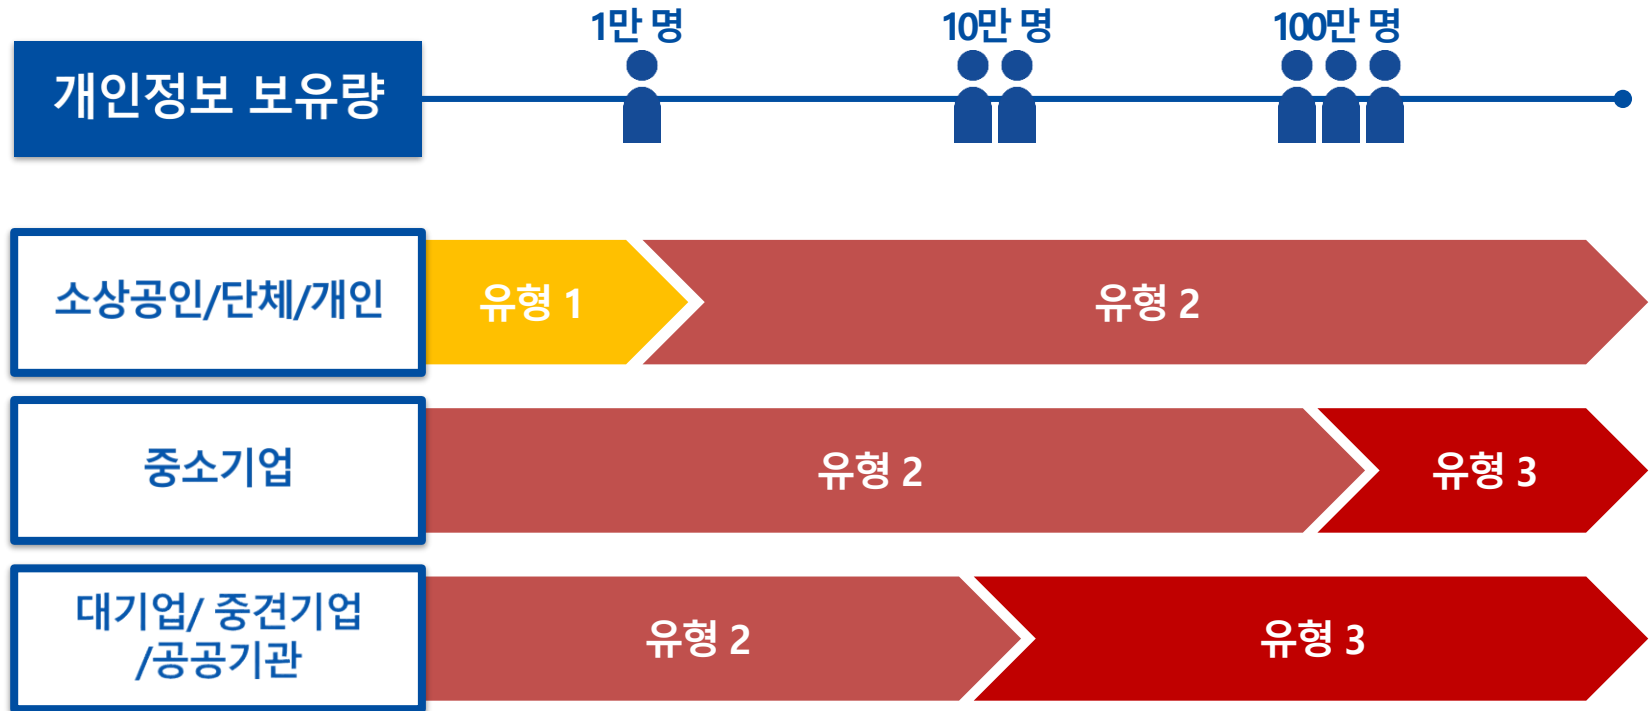 1만 명
10만 명
100만 명
개인정보 보유량
소상공인/단체/개인
유형 1
유형 2
중소기업
유형 2
유형 3
대기업/ 중견기업
/공공기관
유형 2
유형 3